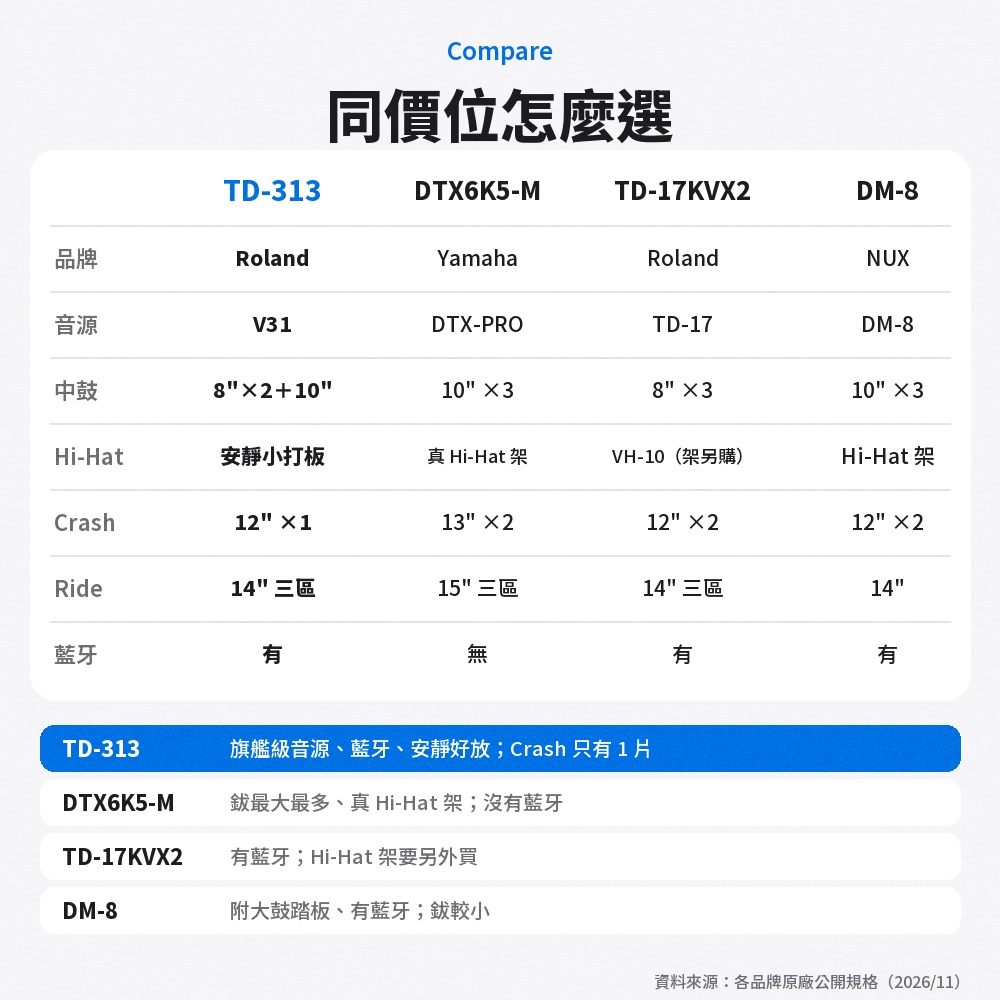 Compare
同價位怎麼選
TD-313 DTX6K5-M TD-17KVX2 DM-8
品牌 Roland Yamaha Roland NUX
音源 V31 DTX-PRO TD-17 DM-8
中鼓 8"×2＋10" 10" ×3 8" ×3 10" ×3
Hi-Hat 安靜小打板 真 Hi-Hat 架 VH-10（架另購） Hi-Hat 架
Crash 12" ×1 13" ×2 12" ×2 12" ×2
Ride 14" 三區 15" 三區 14" 三區 14"
藍牙 有 無 有 有
TD-313 旗艦級音源、藍牙、安靜好放；Crash 只有 1 片
DTX6K5-M 鈸最大最多、真 Hi-Hat 架；沒有藍牙
TD-17KVX2 有藍牙；Hi-Hat 架要另外買
DM-8 附大鼓踏板、有藍牙；鈸較小
資料來源：各品牌原廠公開規格（2026/11）